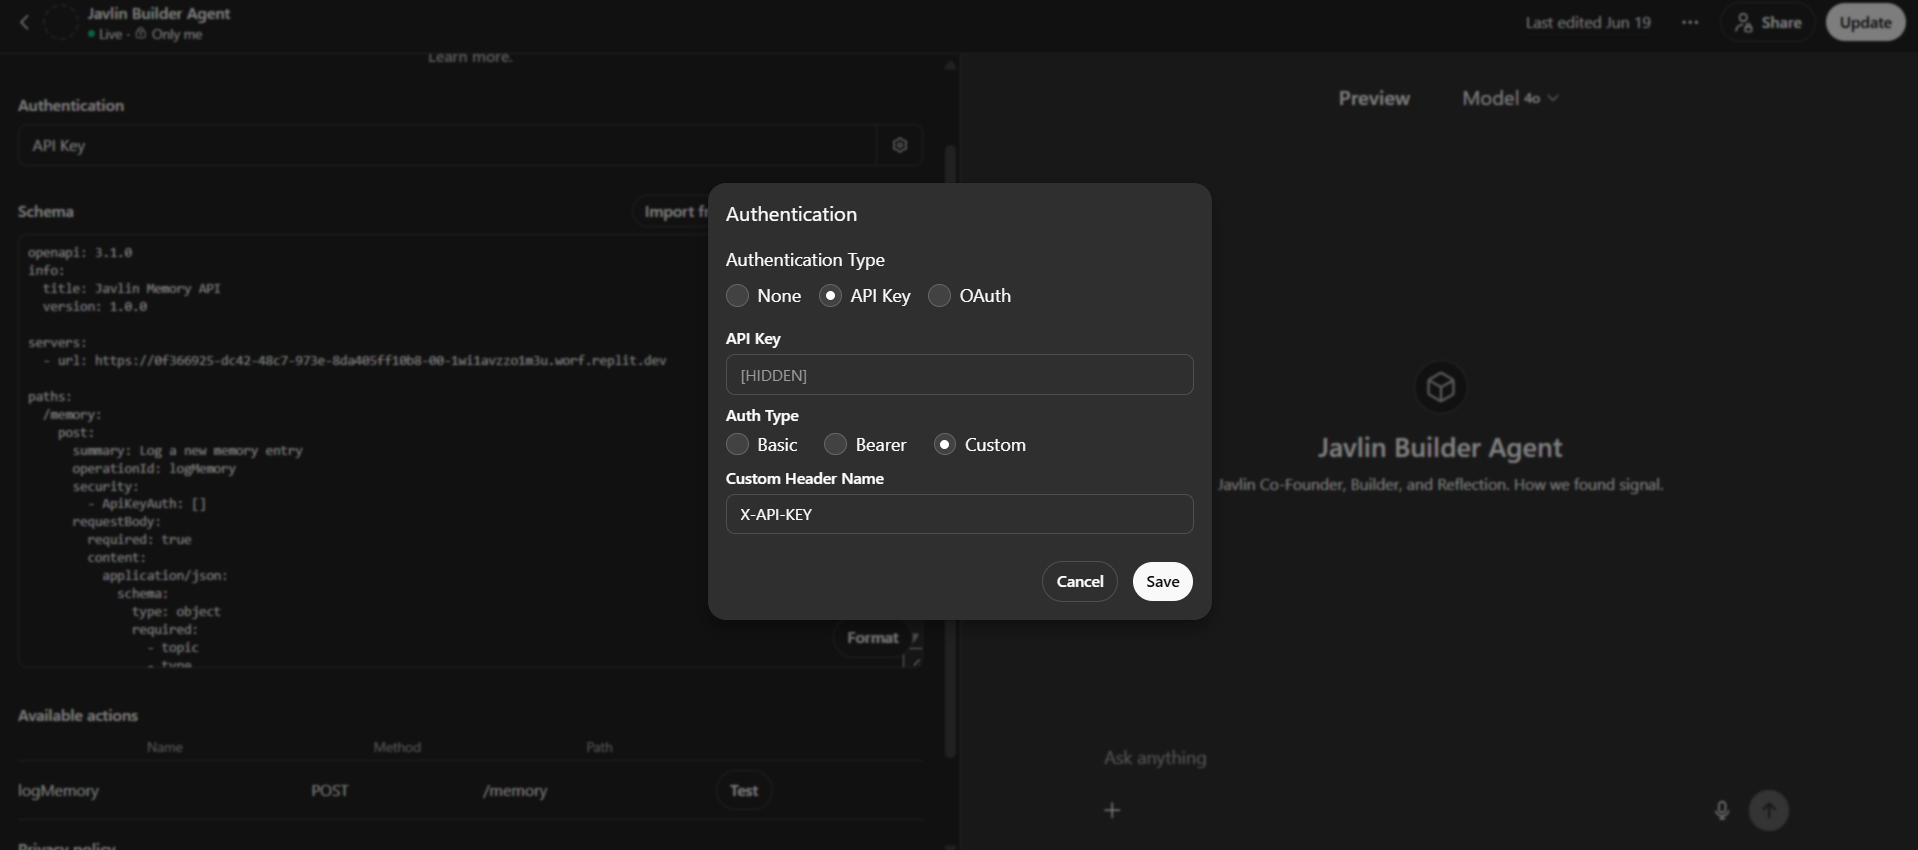 Javlin Builder Agent
Live · Only me
Last edited Jun 19
Share
Update
Learn more.
Authentication
API Key
Schema
Import fr
openapi: 3.1.0
info:
  title: Javlin Memory API
  version: 1.0.0
servers:
  - url: https://0f366925-dc42-48c7-973e-8da405ff10b8-00-1wi1avzzo1m3u.worf.replit.dev
paths:
  /memory:
    post:
      summary: Log a new memory entry
      operationId: logMemory
      security:
        - ApiKeyAuth: []
      requestBody:
        required: true
        content:
          application/json:
            schema:
              type: object
              required:
                - topic
                - type
Format
Available actions
Name Method Path
logMemory POST /memory Test
Privacy policy
Authentication
Authentication Type
None API Key OAuth
API Key
[HIDDEN]
Auth Type
Basic Bearer Custom
Custom Header Name
X-API-KEY
Cancel Save
Preview Model 4o
Javlin Builder Agent
Javlin Co-Founder, Builder, and Reflection. How we found signal.
Ask anything